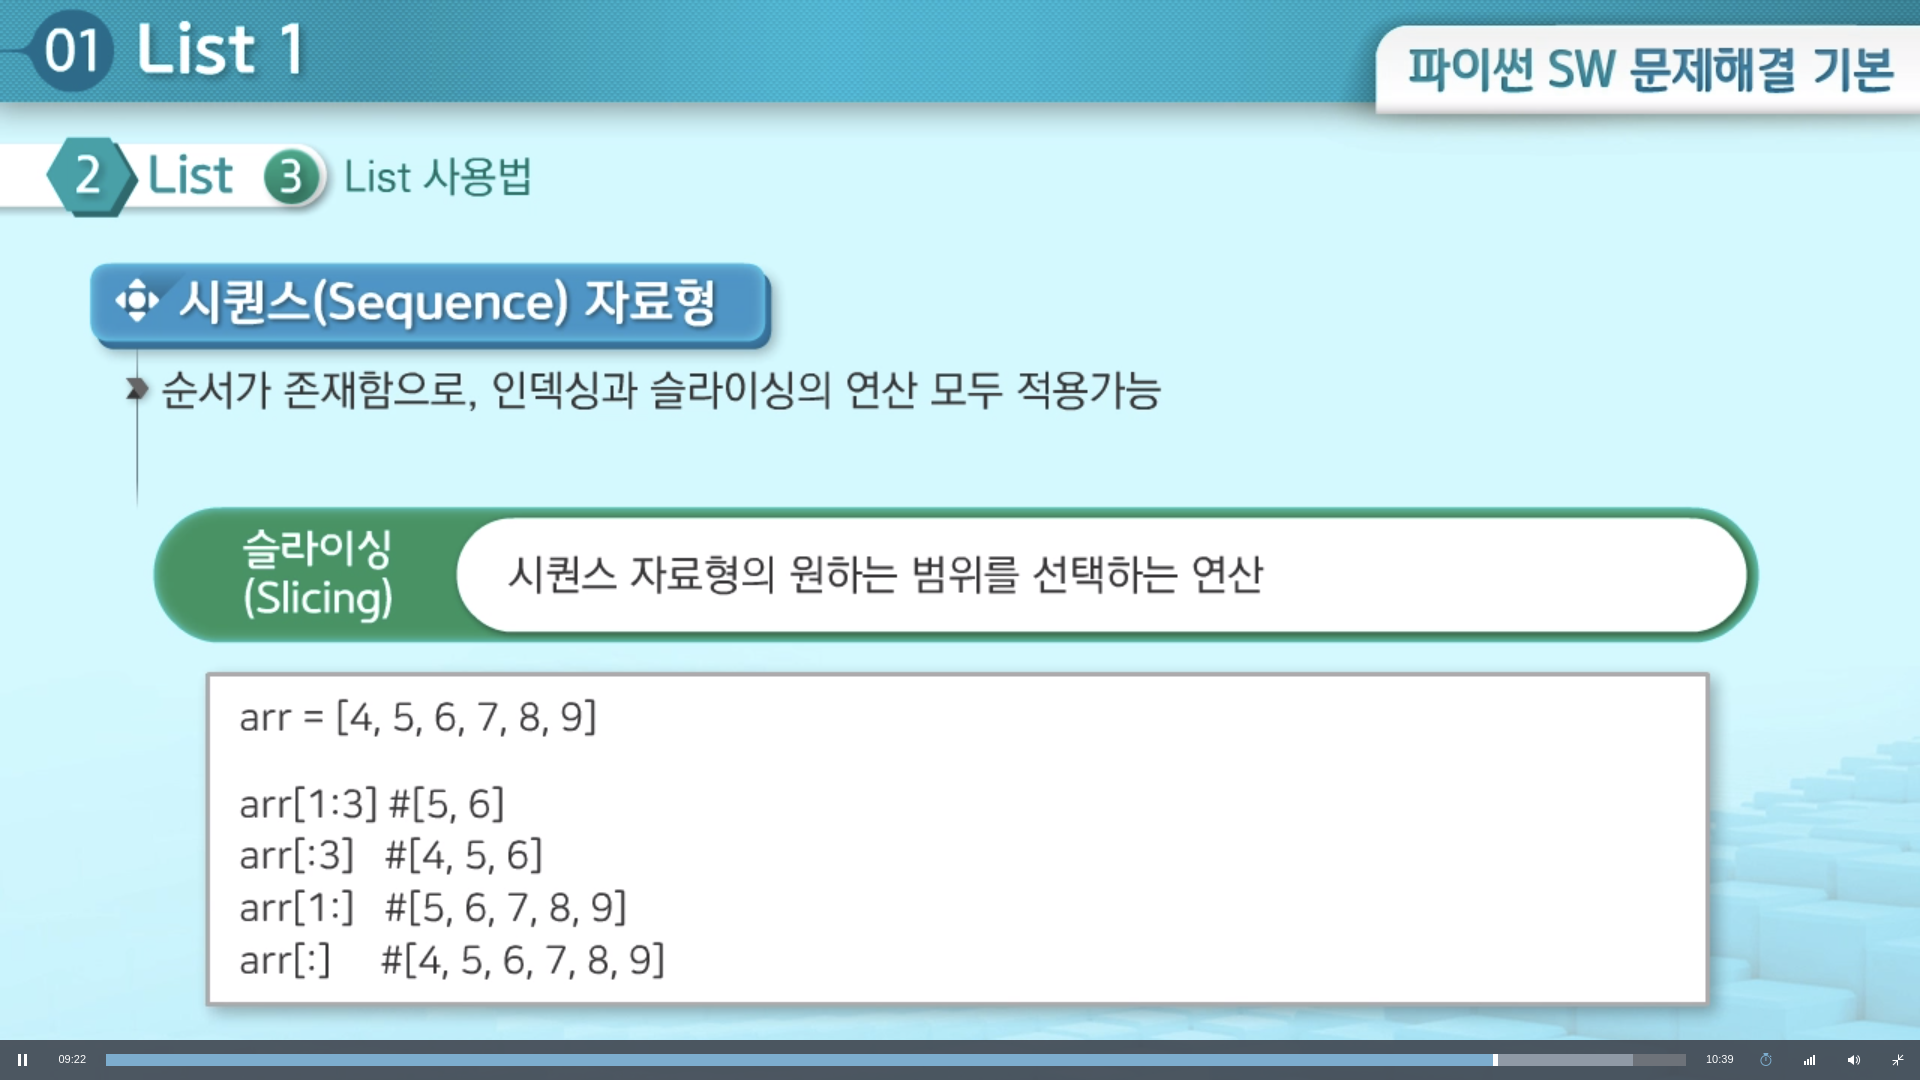 01 List 1
파이썬 SW 문제해결 기본
2 List 3 List 사용법
시퀀스(Sequence) 자료형
순서가 존재함으로, 인덱싱과 슬라이싱의 연산 모두 적용가능
슬라이싱
(Slicing)
시퀀스 자료형의 원하는 범위를 선택하는 연산
arr = [4, 5, 6, 7, 8, 9]
arr[1:3] #[5, 6]
arr[:3] #[4, 5, 6]
arr[1:] #[5, 6, 7, 8, 9]
arr[:] #[4, 5, 6, 7, 8, 9]
09:22
10:39